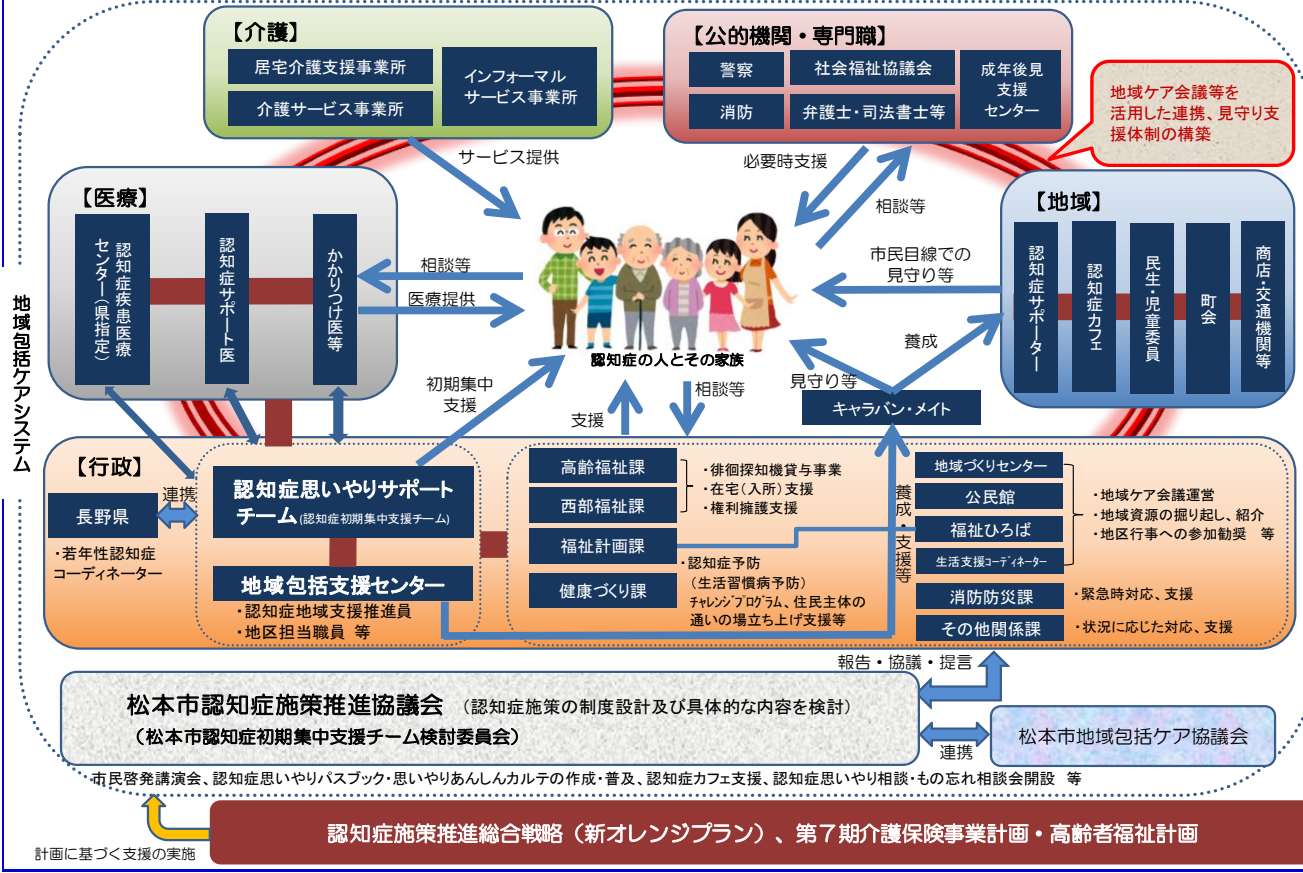 【介護】
居宅介護支援事業所
介護サービス事業所
インフォーマル
サービス事業所
【公的機関・専門職】
警察
消防
社会福祉協議会
弁護士・司法書士等
成年後見
支援
センター
地域ケア会議等を
活用した連携、見守り支
援体制の構築
サービス提供
必要時支援
相談等
【医療】
認知症疾患医療
センター(県指定)
認知症サポート医
かかりつけ医等
相談等
医療提供
認知症の人とその家族
市民目線での
見守り等
【地域】
認知症サポーター
認知症カフェ
民生・児童委員
町会
商店・交通機関等
地域包括ケアシステム
初期集中
支援
支援
相談等
見守り等
養成
キャラバン・メイト
【行政】
長野県
連携
・若年性認知症
コーディネーター
認知症思いやりサポート
チーム(認知症初期集中支援チーム)
地域包括支援センター
・認知症地域支援推進員
・地区担当職員 等
高齢福祉課
西部福祉課
福祉計画課
健康づくり課
・徘徊探知機貸与事業
・在宅(入所)支援
・権利擁護支援
・認知症予防
(生活習慣病予防)
チャレンジプログラム、住民主体の
通いの場立ち上げ支援等
養成・支援等
地域づくりセンター
公民館
福祉ひろば
生活支援コーディネーター
消防防災課
その他関係課
・地域ケア会議運営
・地域資源の掘り起し、紹介
・地区行事への参加勧奨 等
・緊急時対応、支援
・状況に応じた対応、支援
報告・協議・提言
松本市認知症施策推進協議会 (認知症施策の制度設計及び具体的な内容を検討)
(松本市認知症初期集中支援チーム検討委員会)
連携
松本市地域包括ケア協議会
市民啓発講演会、認知症思いやりパスブック・思いやりあんしんカルテの作成・普及、認知症カフェ支援、認知症思いやり相談・もの忘れ相談会開設 等
認知症施策推進総合戦略(新オレンジプラン)、第7期介護保険事業計画・高齢者福祉計画
計画に基づく支援の実施